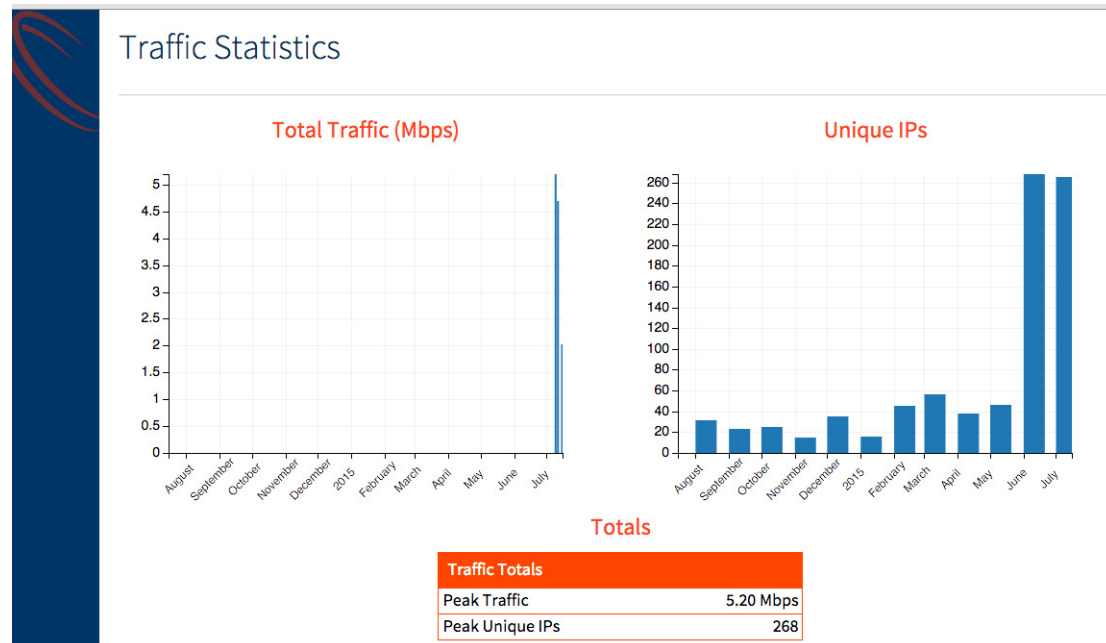 Traffic Statistics
Total Traffic (Mbps)
5
4.5
4
3.5
3
2.5
2
1.5
1
0.5
0
August September October November December 2015 February March April May June July
Unique IPs
260
240
220
200
180
160
140
120
100
80
60
40
20
0
August September October November December 2015 February March April May June July
Totals
Traffic Totals
Peak Traffic 5.20 Mbps
Peak Unique IPs 268